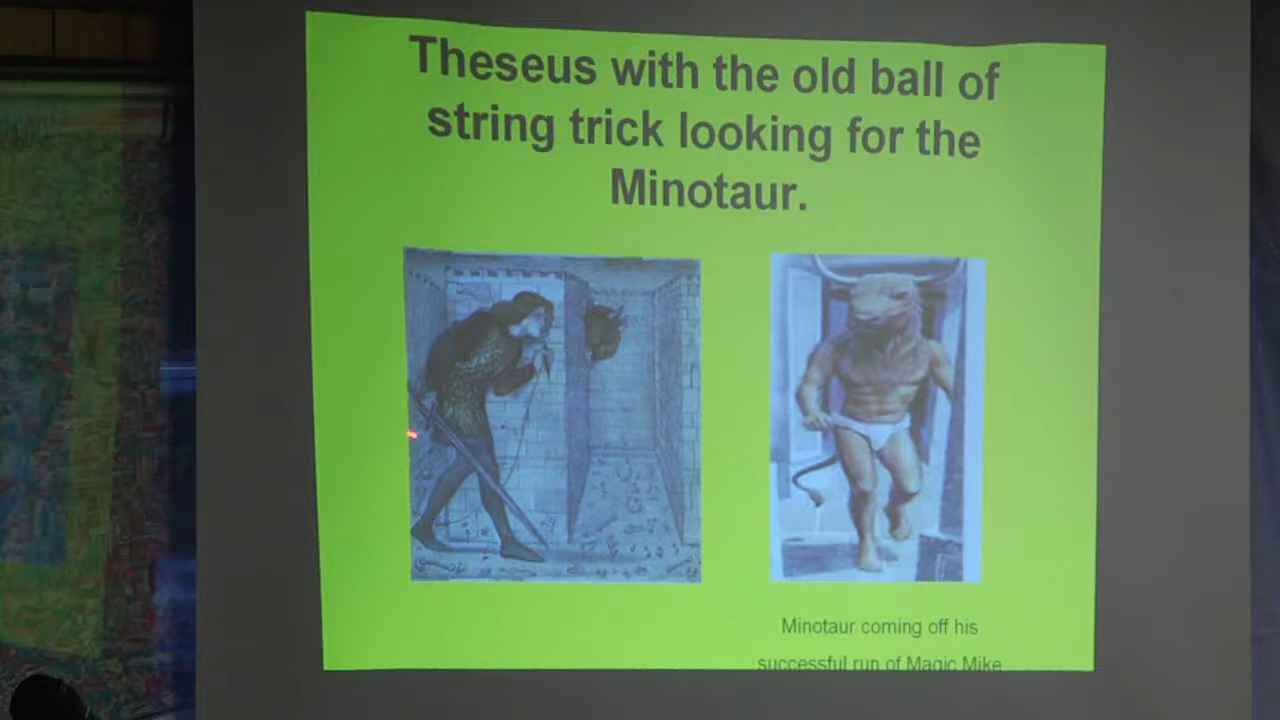 Theseus with the old ball of
string trick looking for the
Minotaur.
Minotaur coming off his
successful run of Magic Mike